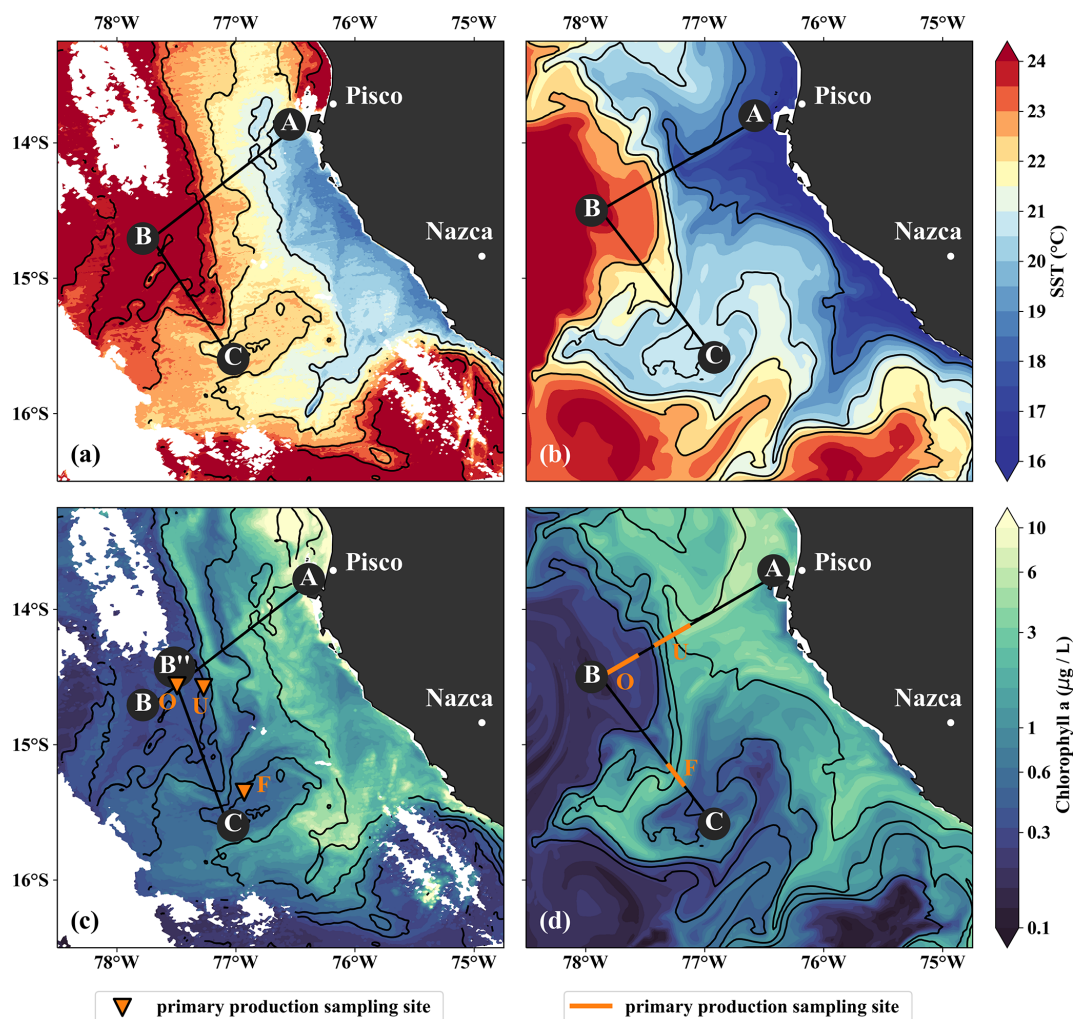 78°W 77°W 76°W 75°W 78°W 77°W 76°W 75°W
14°S
15°S
16°S
A
B
C
Pisco
Nazca
(a)
A
B
C
Pisco
Nazca
(b)
24
23
22
21
20
19
18
17
16
SST (°C)
14°S
15°S
16°S
A
B''
B
O
U
F
C
Pisco
Nazca
(c)
A
B
U
O
F
C
Pisco
Nazca
(d)
10
6
3
1
0.6
0.3
0.1
Chlorophyll a (µg / L)
78°W 77°W 76°W 75°W 78°W 77°W 76°W 75°W
primary production sampling site
primary production sampling site